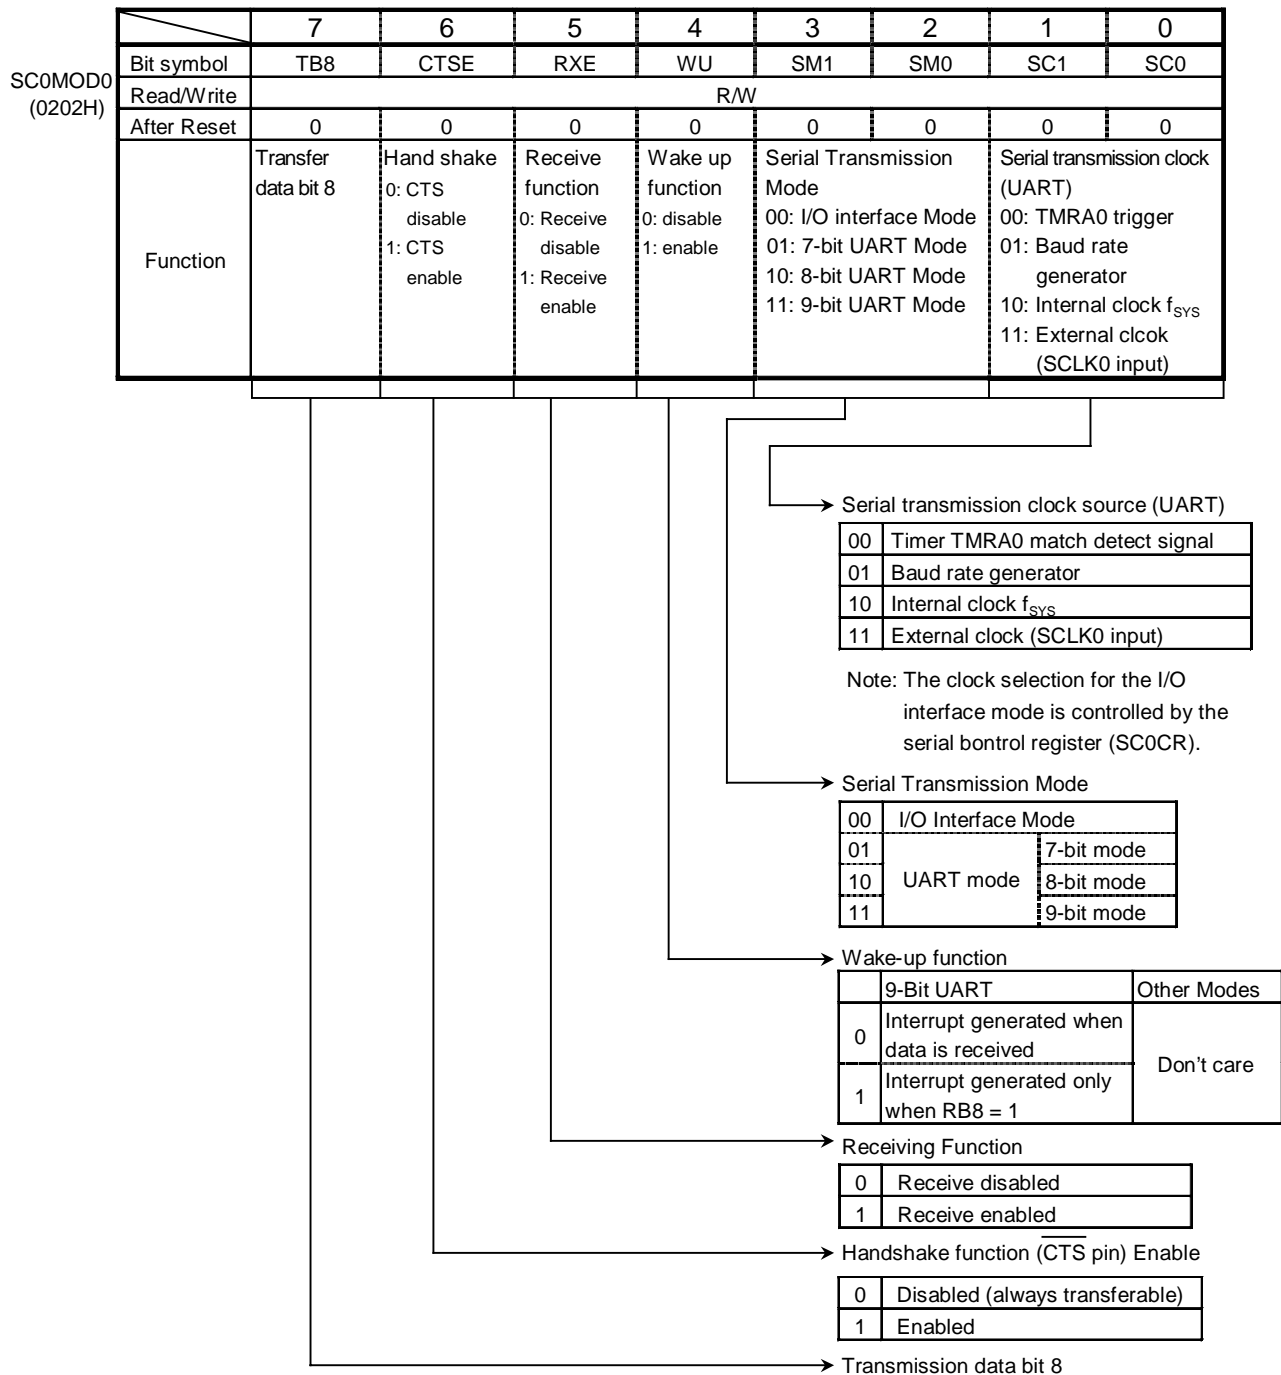 7 6 5 4 3 2 1 0
Bit symbol TB8 CTSE RXE WU SM1 SM0 SC1 SC0
SC0MOD0
(0202H)
Read/Write R/W
After Reset 0 0 0 0 0 0 0 0
Function
Transfer
data bit 8
Hand shake
0: CTS
disable
1: CTS
enable
Receive
function
0: Receive
disable
1: Receive
enable
Wake up
function
0: disable
1: enable
Serial Transmission
Mode
00: I/O interface Mode
01: 7-bit UART Mode
10: 8-bit UART Mode
11: 9-bit UART Mode
Serial transmission clock
(UART)
00: TMRA0 trigger
01: Baud rate
generator
10: Internal clock fSYS
11: External clcok
(SCLK0 input)
Serial transmission clock source (UART)
00 Timer TMRA0 match detect signal
01 Baud rate generator
10 Internal clock fSYS
11 External clock (SCLK0 input)
Note: The clock selection for the I/O
interface mode is controlled by the
serial bontrol register (SC0CR).
Serial Transmission Mode
00 I/O Interface Mode
01 7-bit mode
10 UART mode 8-bit mode
11 9-bit mode
Wake-up function
9-Bit UART Other Modes
0 Interrupt generated when
data is received
Don't care
1 Interrupt generated only
when RB8 = 1
Receiving Function
0 Receive disabled
1 Receive enabled
Handshake function (C̅T̅S̅ pin) Enable
0 Disabled (always transferable)
1 Enabled
Transmission data bit 8